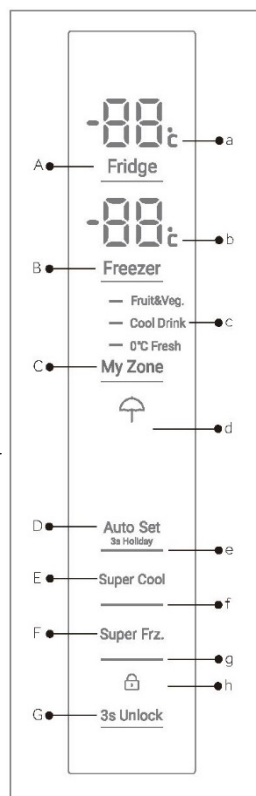 -88°c
a
A
Fridge
-88°c
b
B
Freezer
Fruit&Veg.
Cool Drink
c
0°C Fresh
C
My Zone
d
D
Auto Set
3s Holiday
e
E
Super Cool
f
F
Super Frz.
g
h
G
3s Unlock